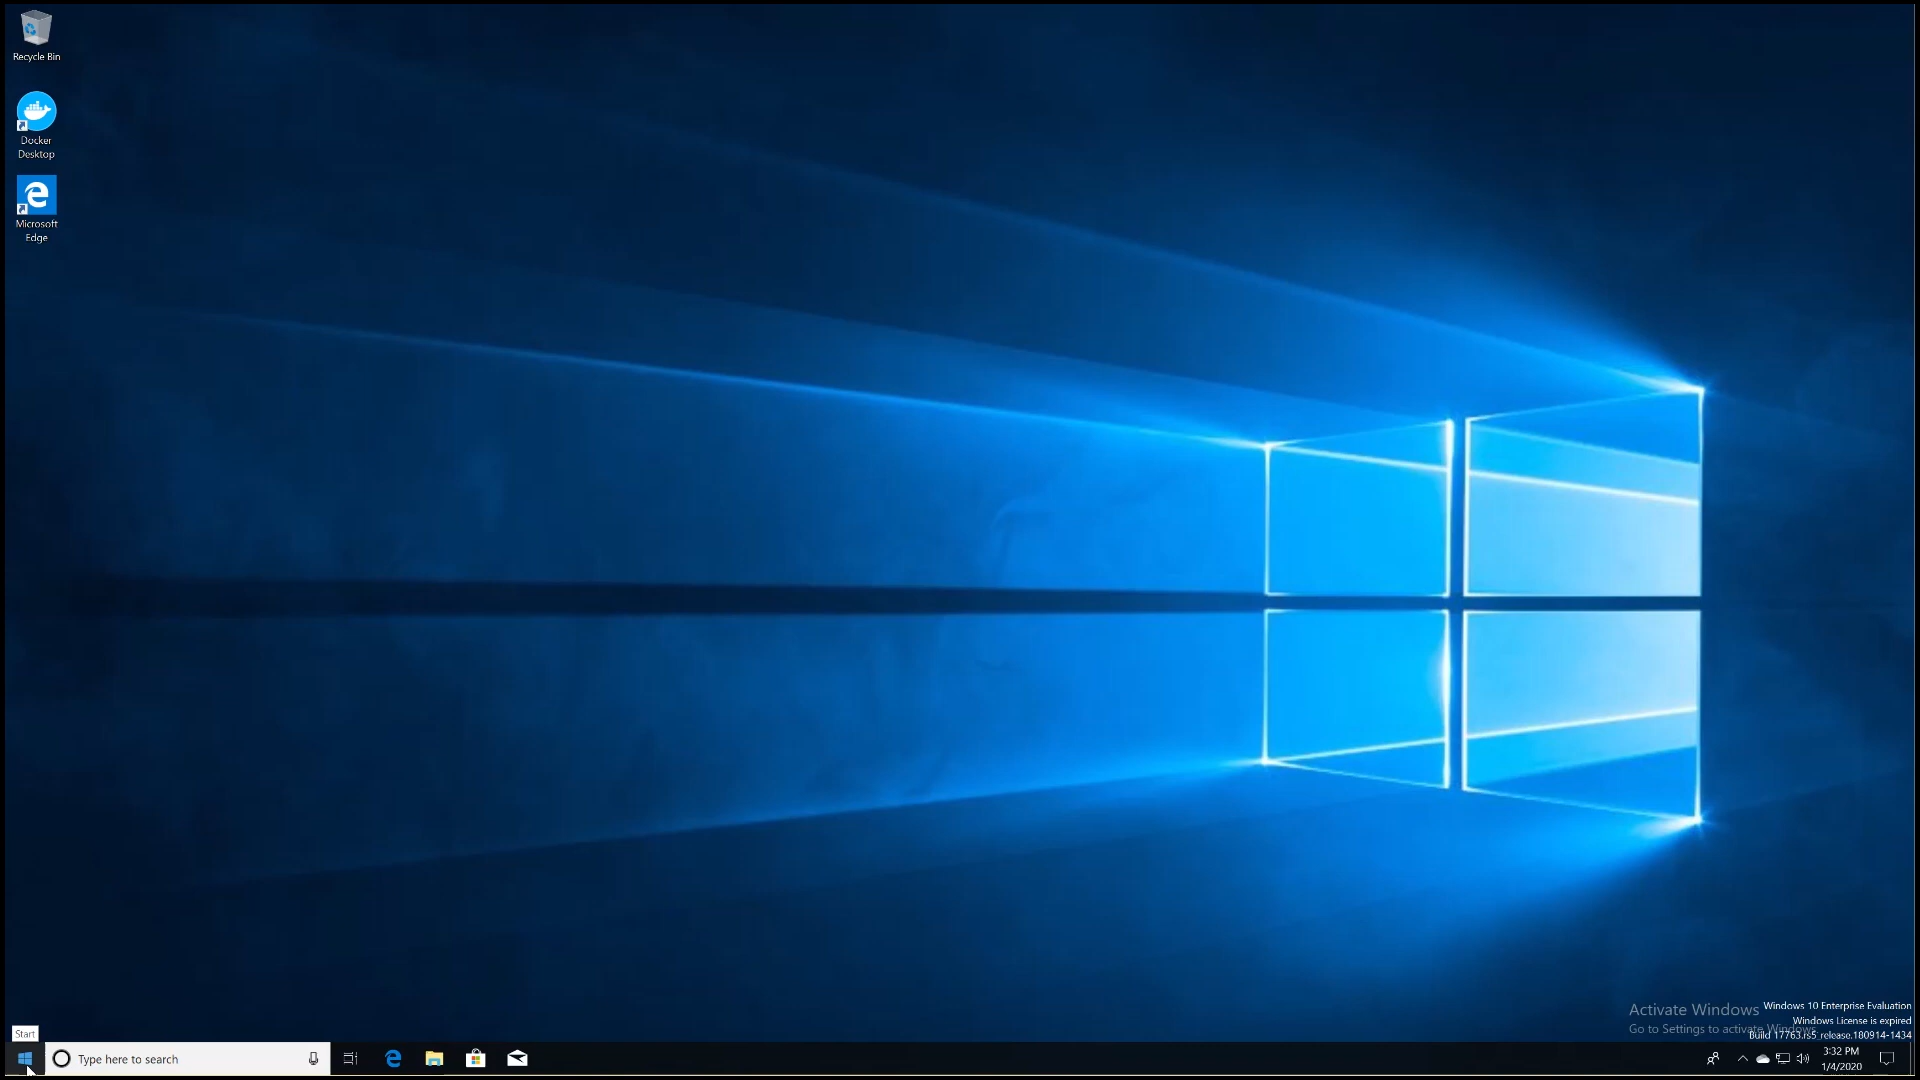 Recycle Bin
Docker
Desktop
Microsoft
Edge
Activate Windows
Go to Settings to activate Windows.
Windows 10 Enterprise Evaluation
Windows License is expired
Build 17763.rs5_release.180914-1434
Start
Type here to search
3:32 PM
1/4/2020